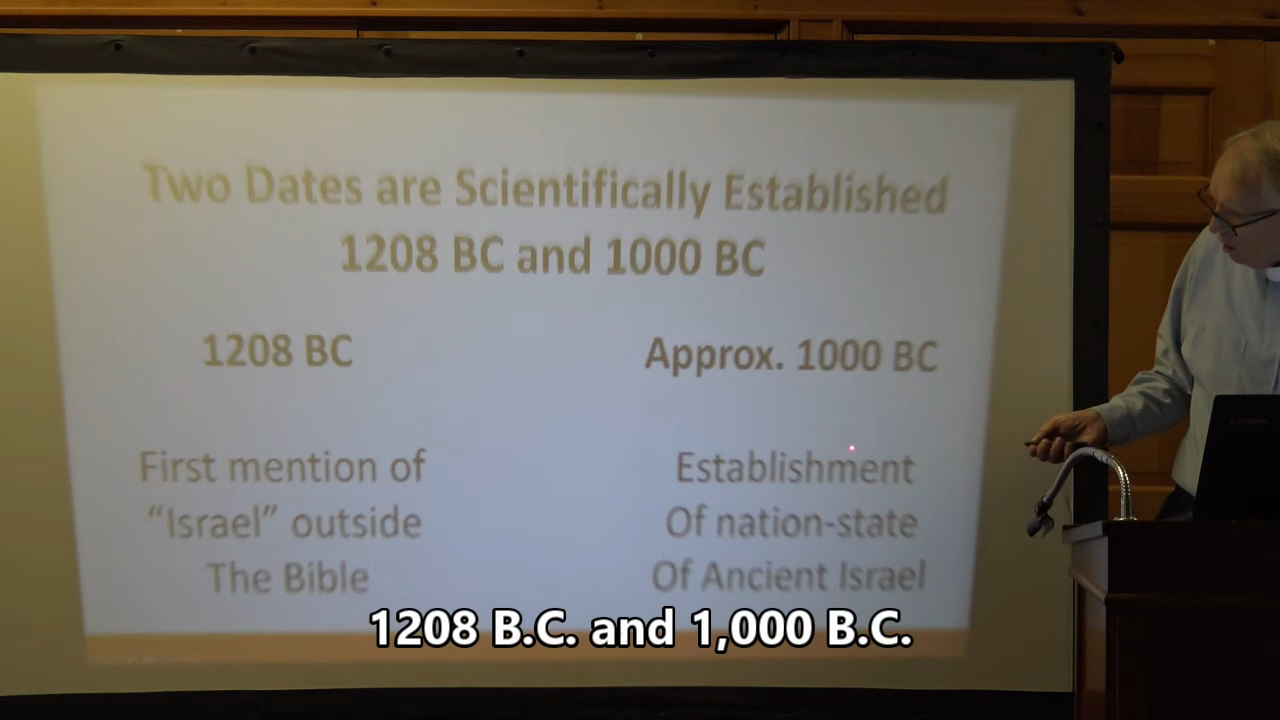 Two Dates are Scientifically Established
1208 BC and 1000 BC
1208 BC
Approx. 1000 BC
First mention of
“Israel” outside
The Bible
Establishment
Of nation-state
Of Ancient Israel
1208 B.C. and 1,000 B.C.